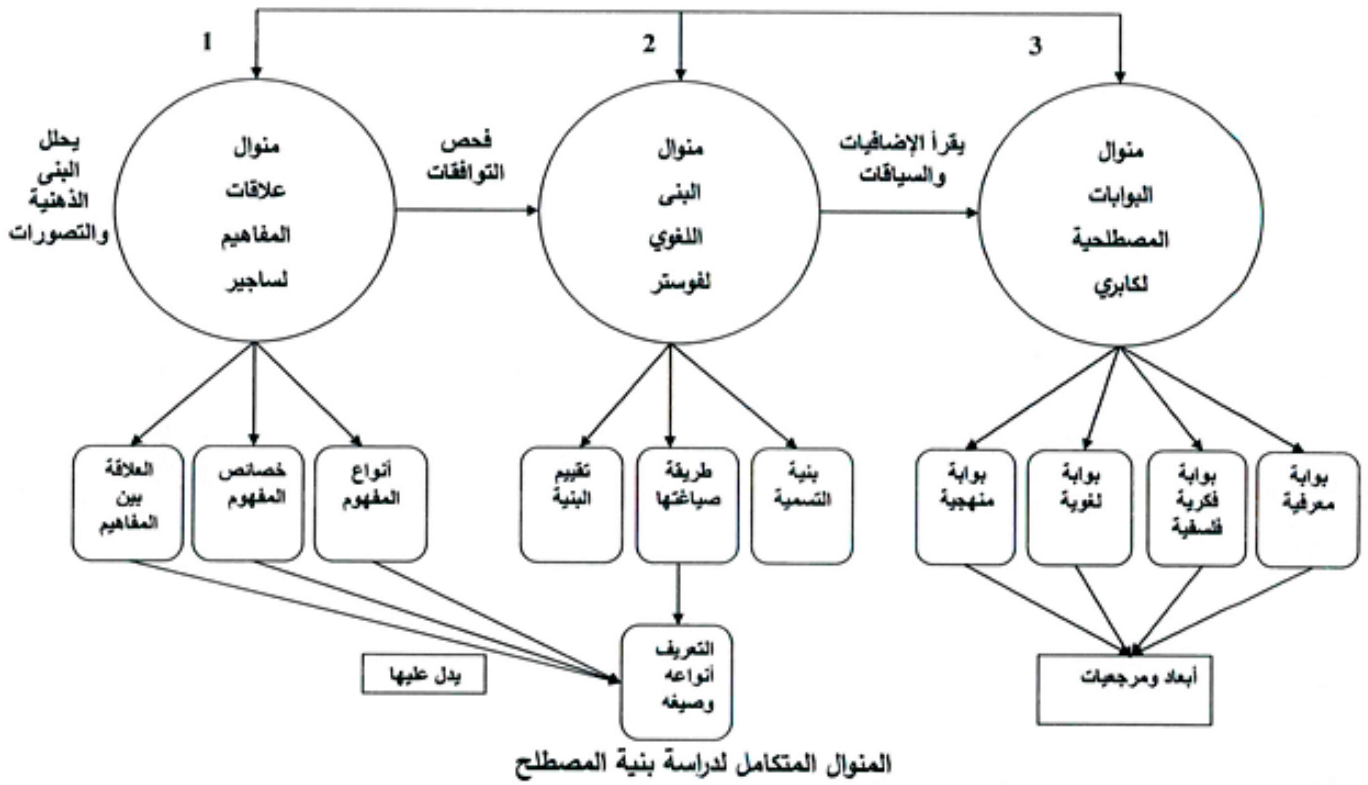 1
2
3
يحلل
البنى
الذهنية
والتصورات
منوال
علاقات
المفاهيم
لساجير
فحص
التوافقات
منوال
البنى
اللغوي
لفوستر
يقرأ الإضافيات
والسياقات
منوال
البوابات
المصطلحية
لكابري
العلاقة
بين
المفاهيم
خصائص
المفهوم
أنواع
المفهوم
تقييم
البنية
طريقة
صياغتها
بنية
التسمية
بوابة
منهجية
بوابة
لغوية
بوابة
فكرية
فلسفية
بوابة
معرفية
يدل عليها
التعريف
أنواعه
وصيغه
أبعاد ومرجعيات
المنوال المتكامل لدراسة بنية المصطلح